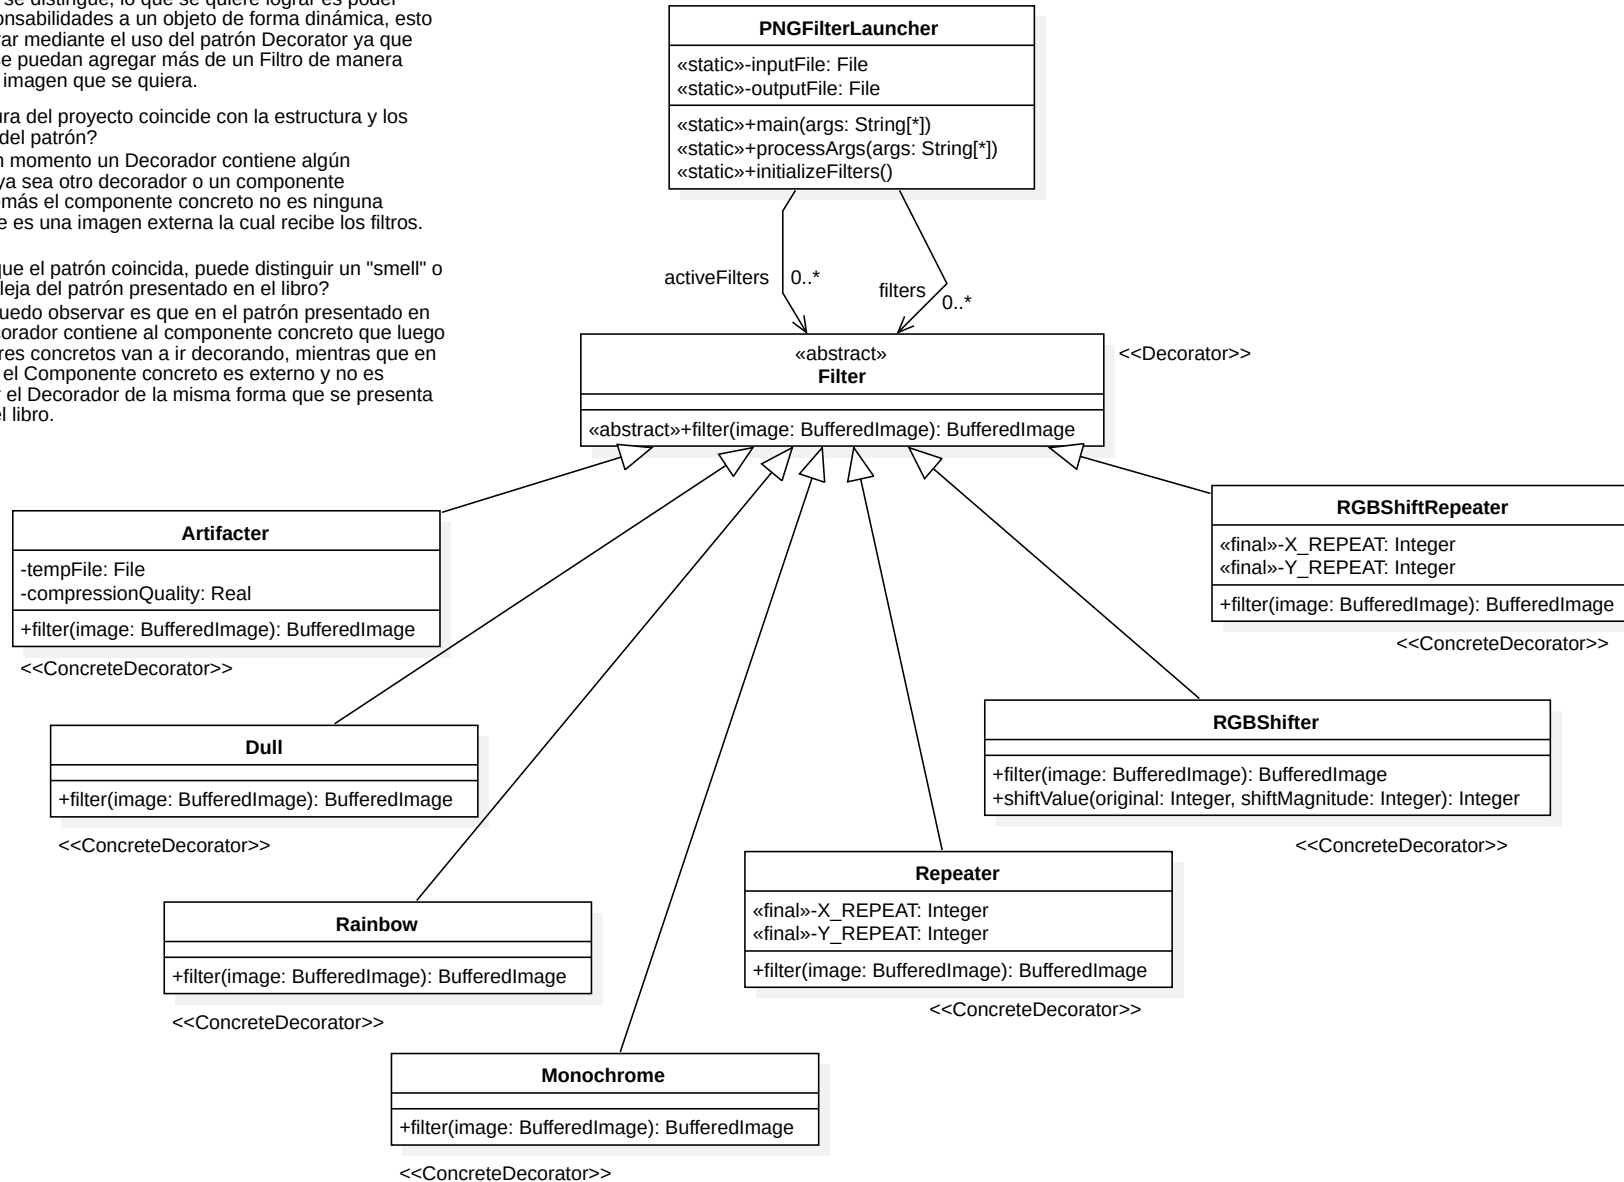 se distingue, lo que se quiere lograr es poder
onsabilidades a un objeto de forma dinámica, esto
rar mediante el uso del patrón Decorator ya que
se puedan agregar más de un Filtro de manera
imagen que se quiera.
ura del proyecto coincide con la estructura y los
del patrón?
n momento un Decorador contiene algún
ya sea otro decorador o un componente
emás el componente concreto no es ninguna
e es una imagen externa la cual recibe los filtros.
que el patrón coincida, puede distinguir un "smell" o
leja del patrón presentado en el libro?
uedo observar es que en el patrón presentado en
corador contiene al componente concreto que luego
res concretos van a ir decorando, mientras que en
el Componente concreto es externo y no es
r el Decorador de la misma forma que se presenta
el libro.
PNGFilterLauncher
«static»-inputFile: File
«static»-outputFile: File
«static»+main(args: String[*])
«static»+processArgs(args: String[*])
«static»+initializeFilters()
activeFilters
0..*
filters
0..*
«abstract»
Filter
«abstract»+filter(image: BufferedImage): BufferedImage
<<Decorator>>
Artifacter
-tempFile: File
-compressionQuality: Real
+filter(image: BufferedImage): BufferedImage
<<ConcreteDecorator>>
RGBShiftRepeater
«final»-X_REPEAT: Integer
«final»-Y_REPEAT: Integer
+filter(image: BufferedImage): BufferedImage
<<ConcreteDecorator>>
Dull
+filter(image: BufferedImage): BufferedImage
<<ConcreteDecorator>>
RGBShifter
+filter(image: BufferedImage): BufferedImage
+shiftValue(original: Integer, shiftMagnitude: Integer): Integer
<<ConcreteDecorator>>
Rainbow
+filter(image: BufferedImage): BufferedImage
<<ConcreteDecorator>>
Repeater
«final»-X_REPEAT: Integer
«final»-Y_REPEAT: Integer
+filter(image: BufferedImage): BufferedImage
<<ConcreteDecorator>>
Monochrome
+filter(image: BufferedImage): BufferedImage
<<ConcreteDecorator>>